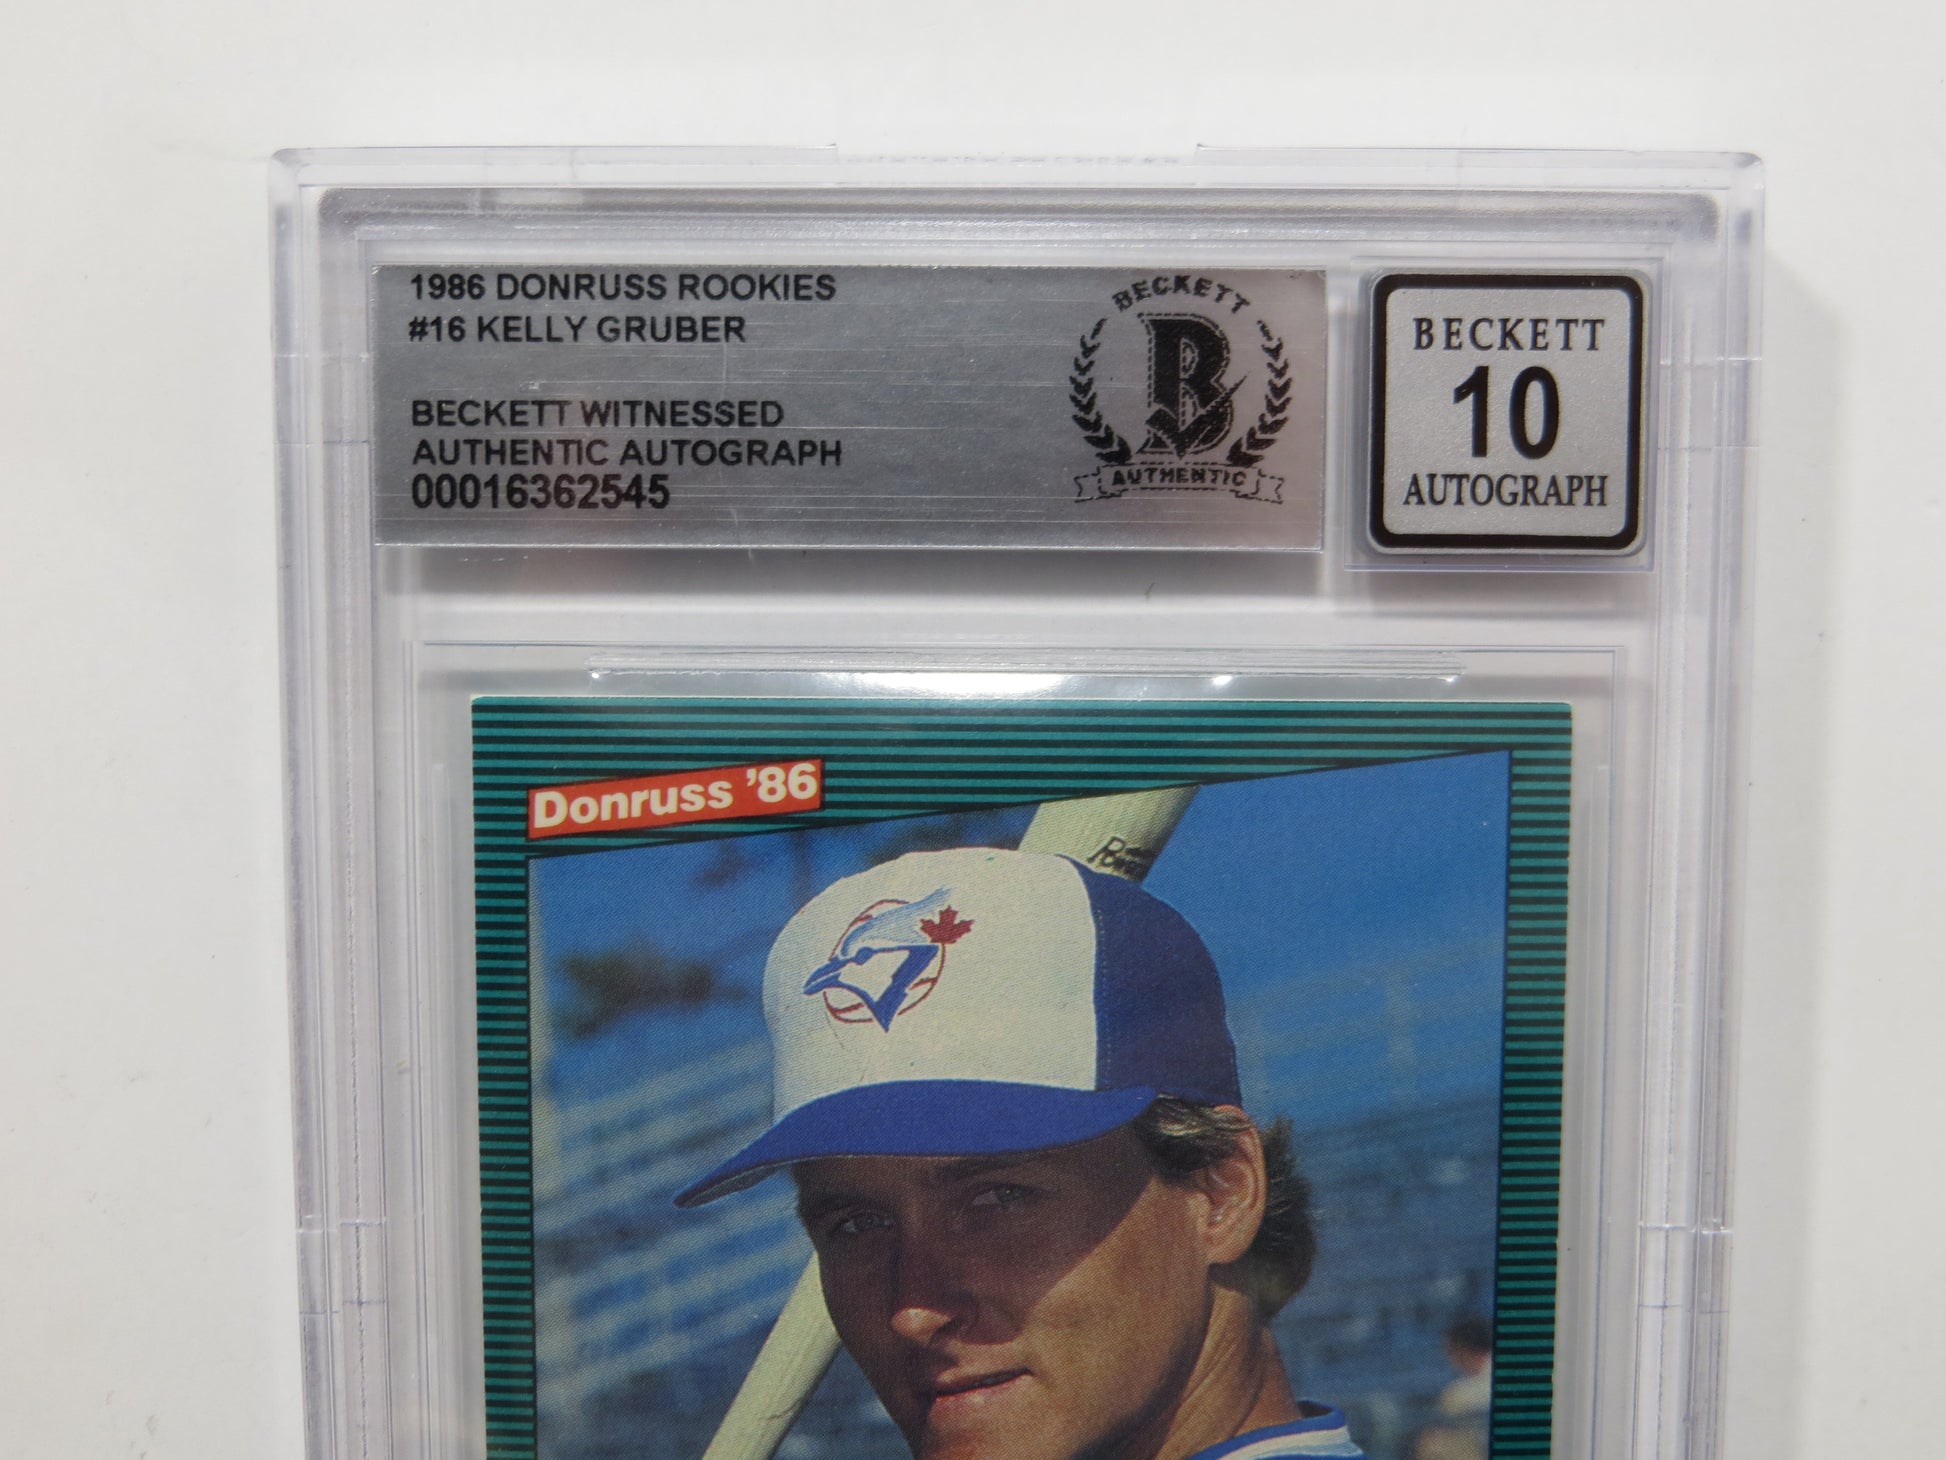 1986 DONRUSS ROOKIES
#16 KELLY GRUBER
BECKETT WITNESSED
AUTHENTIC AUTOGRAPH
00016362545
BECKETT
B
AUTHENTIC
BECKETT
10
AUTOGRAPH
Donruss '86